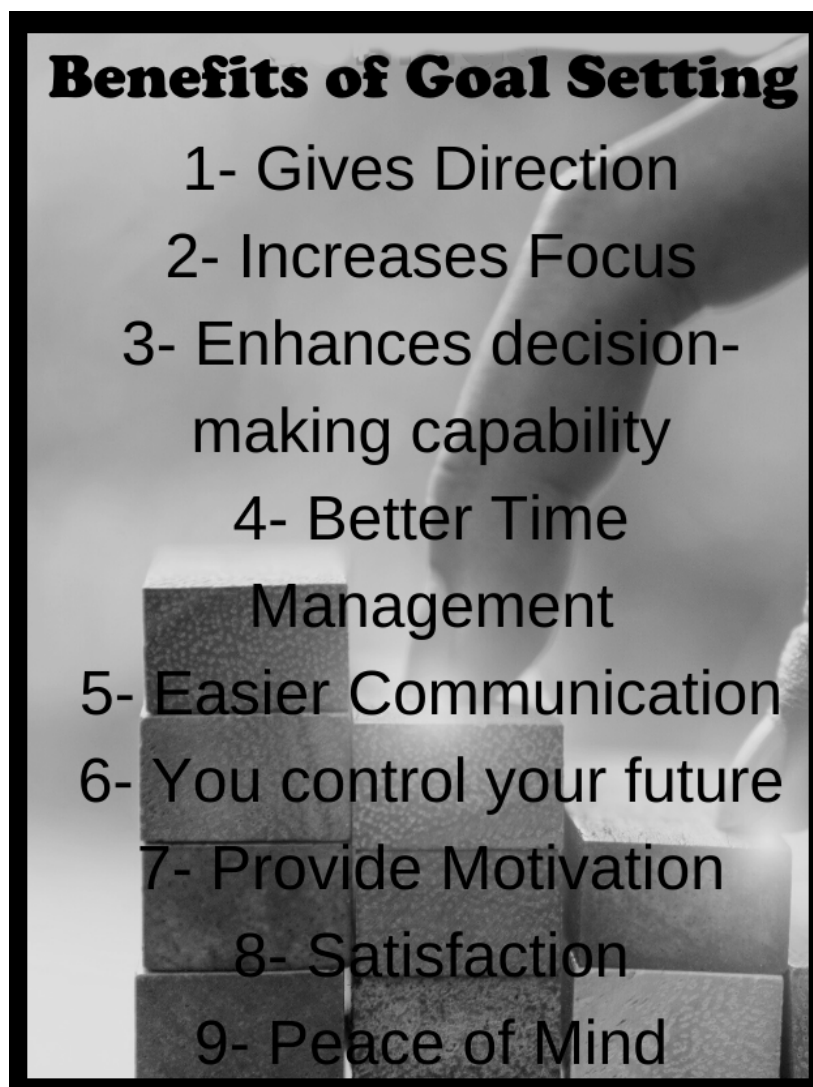 Benefits of Goal Setting
1- Gives Direction
2- Increases Focus
3- Enhances decision-
making capability
4- Better Time
Management
5- Easier Communication
6- You control your future
7- Provide Motivation
8- Satisfaction
9- Peace of Mind